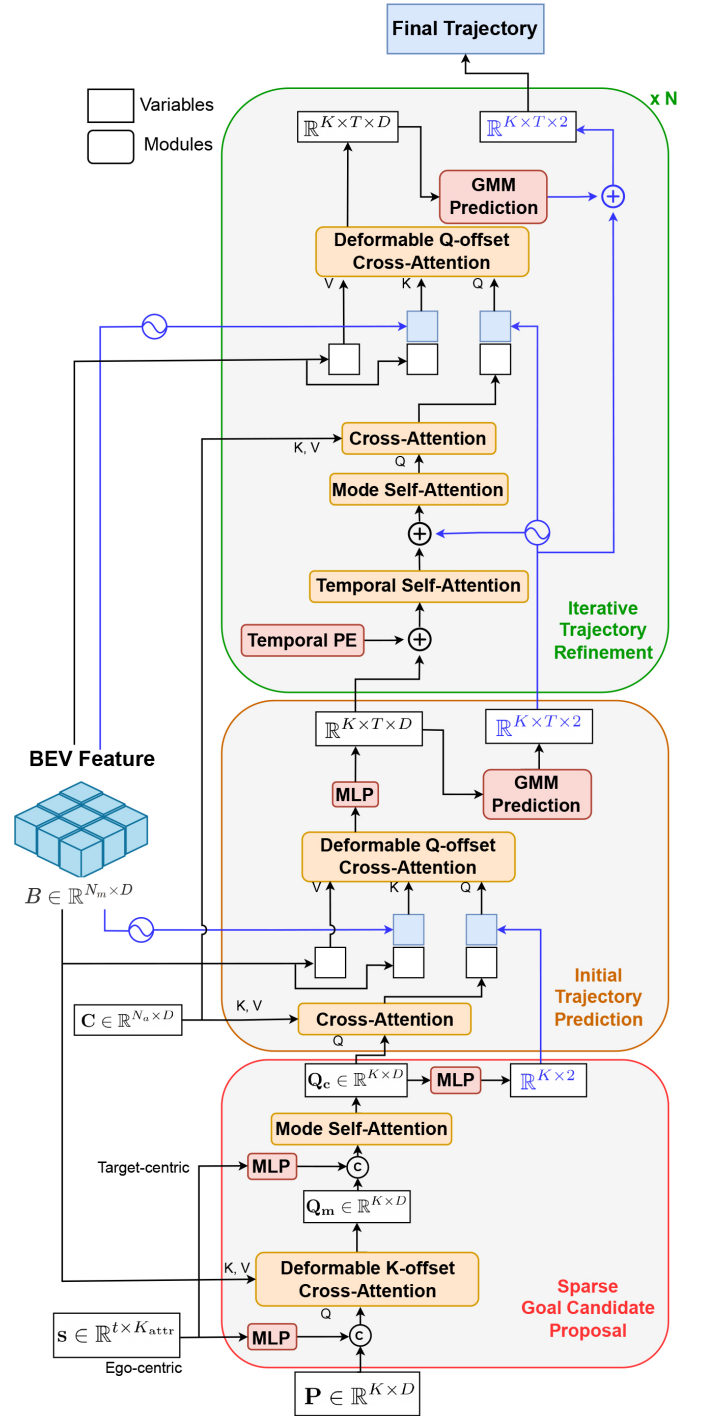 Final Trajectory
x N
Variables
Modules
ℝ^{K×T×D}
ℝ^{K×T×2}
GMM
Prediction
Deformable Q-offset
Cross-Attention
V
K
Q
Cross-Attention
K, V
Q
Mode Self-Attention
Temporal Self-Attention
Iterative
Trajectory
Refinement
Temporal PE
ℝ^{K×T×D}
ℝ^{K×T×2}
BEV Feature
GMM
Prediction
MLP
Deformable Q-offset
Cross-Attention
V
K
Q
B ∈ ℝ^{N_m×D}
Initial
Trajectory
Prediction
C ∈ ℝ^{N_a×D}
K, V
Cross-Attention
Q
Q_c ∈ ℝ^{K×D}
MLP
ℝ^{K×2}
Mode Self-Attention
Target-centric
MLP
c
Q_m ∈ ℝ^{K×D}
K, V
Deformable K-offset
Cross-Attention
Sparse
Goal Candidate
Proposal
Q
s ∈ ℝ^{t×K_attr}
MLP
c
Ego-centric
P ∈ ℝ^{K×D}